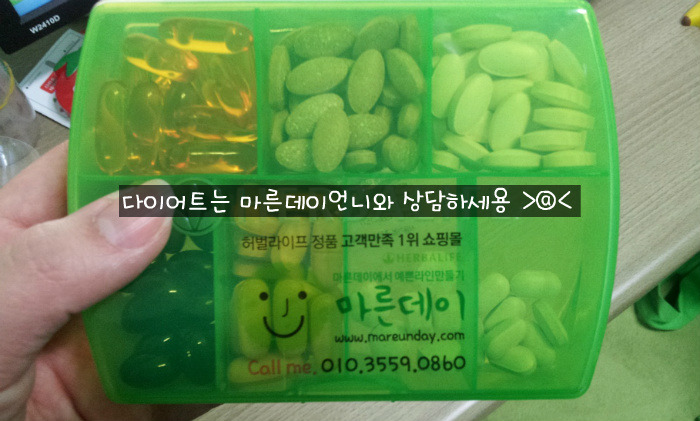 W2410D
다이어트는 마른데이언니와 상담하세용 >@<
허벌라이프 정품 고객만족 1위 쇼핑몰
HERBALIFE
마른데이에서 예쁜라인만들기
마른데이
www.mareunday.com
Call me. 010.3559.0860